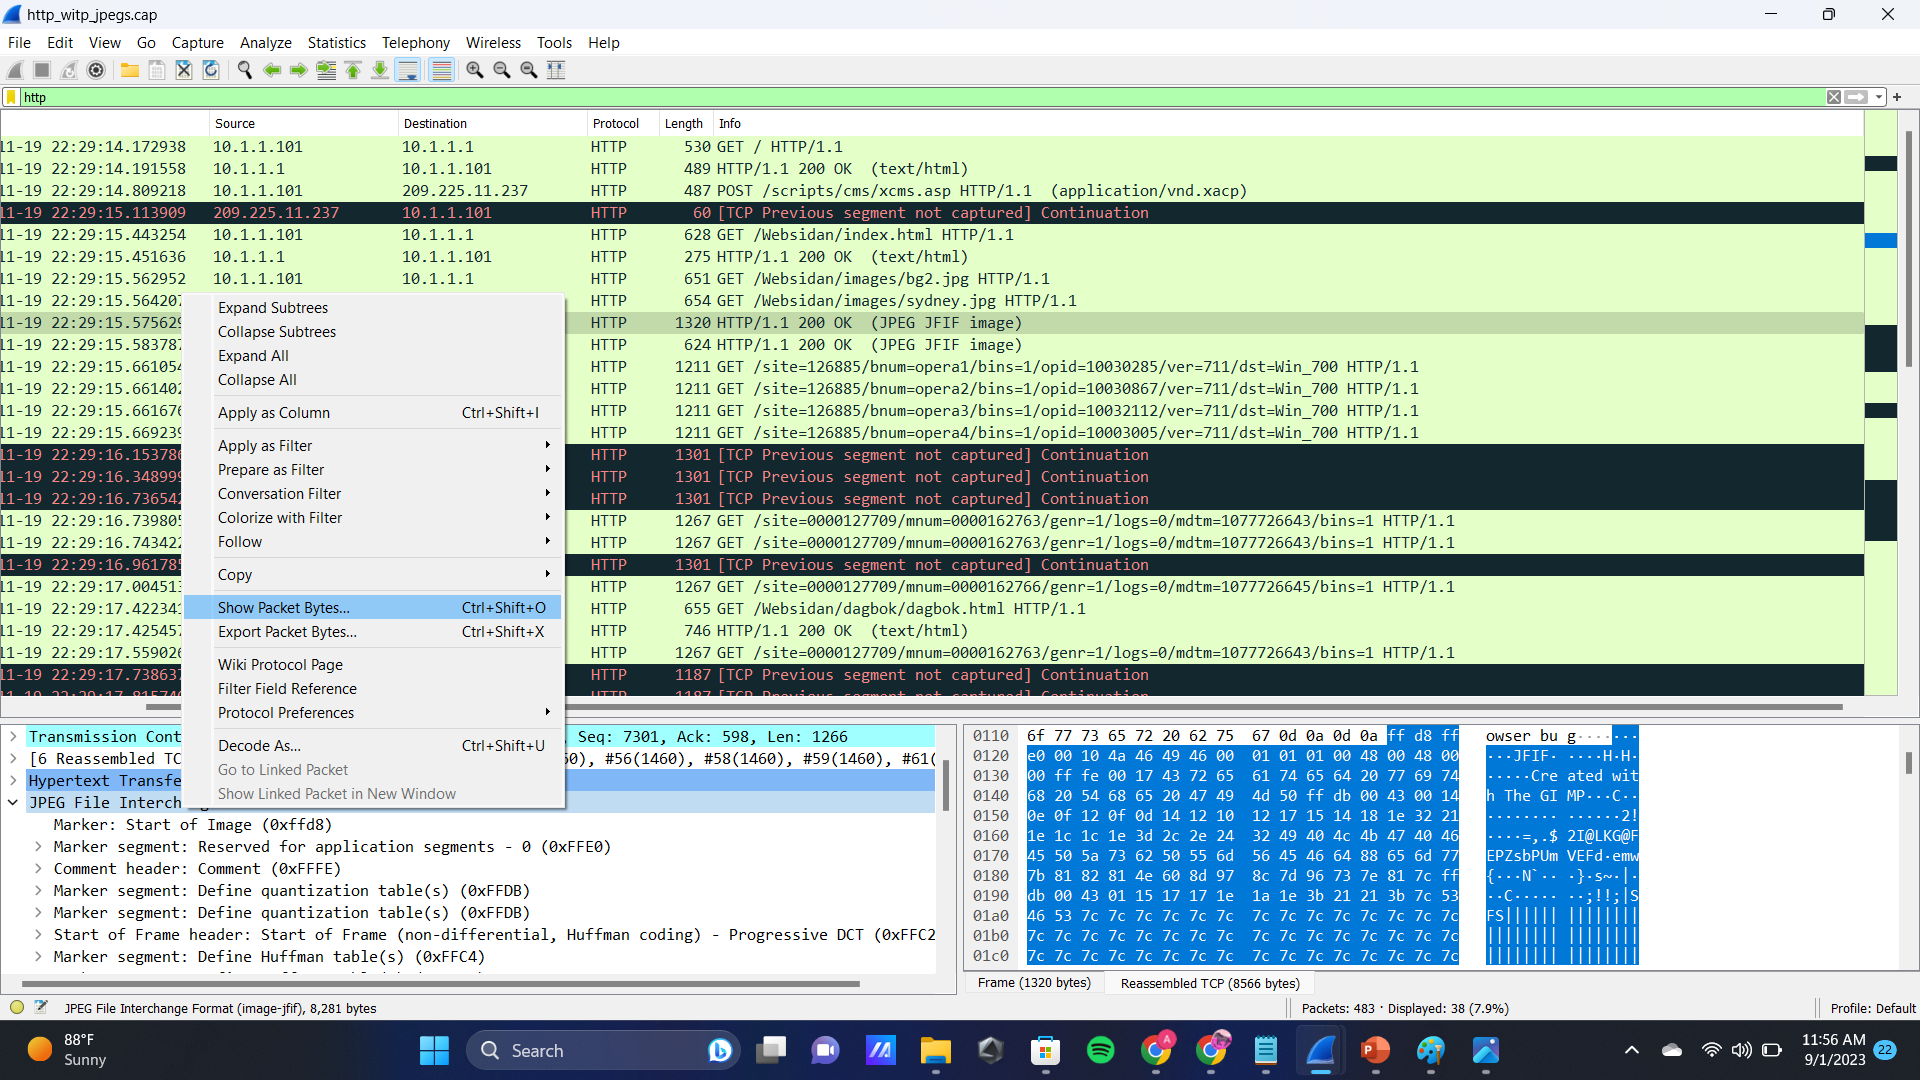 http_witp_jpegs.cap
File Edit View Go Capture Analyze Statistics Telephony Wireless Tools Help
http
Source Destination Protocol Length Info
11-19 22:29:14.172938 10.1.1.101 10.1.1.1 HTTP 530 GET / HTTP/1.1
11-19 22:29:14.191558 10.1.1.1 10.1.1.101 HTTP 489 HTTP/1.1 200 OK (text/html)
11-19 22:29:14.809218 10.1.1.101 209.225.11.237 HTTP 487 POST /scripts/cms/xcms.asp HTTP/1.1 (application/vnd.xacp)
11-19 22:29:15.113909 209.225.11.237 10.1.1.101 HTTP 60 [TCP Previous segment not captured] Continuation
11-19 22:29:15.443254 10.1.1.101 10.1.1.1 HTTP 628 GET /Websidan/index.html HTTP/1.1
11-19 22:29:15.451636 10.1.1.1 10.1.1.101 HTTP 275 HTTP/1.1 200 OK (text/html)
11-19 22:29:15.562952 10.1.1.101 10.1.1.1 HTTP 651 GET /Websidan/images/bg2.jpg HTTP/1.1
11-19 22:29:15.564207 HTTP 654 GET /Websidan/images/sydney.jpg HTTP/1.1
11-19 22:29:15.575629 HTTP 1320 HTTP/1.1 200 OK (JPEG JFIF image)
11-19 22:29:15.583787 HTTP 624 HTTP/1.1 200 OK (JPEG JFIF image)
11-19 22:29:15.661054 HTTP 1211 GET /site=126885/bnum=opera1/bins=1/opid=10030285/ver=711/dst=Win_700 HTTP/1.1
11-19 22:29:15.661402 HTTP 1211 GET /site=126885/bnum=opera2/bins=1/opid=10030867/ver=711/dst=Win_700 HTTP/1.1
11-19 22:29:15.661676 HTTP 1211 GET /site=126885/bnum=opera3/bins=1/opid=10032112/ver=711/dst=Win_700 HTTP/1.1
11-19 22:29:15.669239 HTTP 1211 GET /site=126885/bnum=opera4/bins=1/opid=10003005/ver=711/dst=Win_700 HTTP/1.1
11-19 22:29:16.153786 HTTP 1301 [TCP Previous segment not captured] Continuation
11-19 22:29:16.348999 HTTP 1301 [TCP Previous segment not captured] Continuation
11-19 22:29:16.736542 HTTP 1301 [TCP Previous segment not captured] Continuation
11-19 22:29:16.739805 HTTP 1267 GET /site=0000127709/mnum=0000162763/genr=1/logs=0/mdtm=1077726643/bins=1 HTTP/1.1
11-19 22:29:16.743422 HTTP 1267 GET /site=0000127709/mnum=0000162763/genr=1/logs=0/mdtm=1077726643/bins=1 HTTP/1.1
11-19 22:29:16.961785 HTTP 1301 [TCP Previous segment not captured] Continuation
11-19 22:29:17.004513 HTTP 1267 GET /site=0000127709/mnum=0000162766/genr=1/logs=0/mdtm=1077726645/bins=1 HTTP/1.1
11-19 22:29:17.422341 HTTP 655 GET /Websidan/dagbok/dagbok.html HTTP/1.1
11-19 22:29:17.425457 HTTP 746 HTTP/1.1 200 OK (text/html)
11-19 22:29:17.559026 HTTP 1267 GET /site=0000127709/mnum=0000162763/genr=1/logs=0/mdtm=1077726643/bins=1 HTTP/1.1
11-19 22:29:17.738637 HTTP 1187 [TCP Previous segment not captured] Continuation
Expand Subtrees
Collapse Subtrees
Expand All
Collapse All
Apply as Column Ctrl+Shift+I
Apply as Filter
Prepare as Filter
Conversation Filter
Colorize with Filter
Follow
Copy
Show Packet Bytes... Ctrl+Shift+O
Export Packet Bytes... Ctrl+Shift+X
Wiki Protocol Page
Filter Field Reference
Protocol Preferences
Decode As... Ctrl+Shift+U
Go to Linked Packet
Show Linked Packet in New Window
Transmission Cont , Seq: 7301, Ack: 598, Len: 1266
[6 Reassembled TC 60), #56(1460), #58(1460), #59(1460), #61(
Hypertext Transfe
JPEG File Interch
Marker: Start of Image (0xffd8)
Marker segment: Reserved for application segments - 0 (0xFFE0)
Comment header: Comment (0xFFFE)
Marker segment: Define quantization table(s) (0xFFDB)
Marker segment: Define quantization table(s) (0xFFDB)
Start of Frame header: Start of Frame (non-differential, Huffman coding) - Progressive DCT (0xFFC2
Marker segment: Define Huffman table(s) (0xFFC4)
0110 6f 77 73 65 72 20 62 75 67 0d 0a 0d 0a ff d8 ff owser bu g·······
0120 e0 00 10 4a 46 49 46 00 01 01 01 00 48 00 48 00 ···JFIF· ····H·H·
0130 00 ff fe 00 17 43 72 65 61 74 65 64 20 77 69 74 ·····Cre ated wit
0140 68 20 54 68 65 20 47 49 4d 50 ff db 00 43 00 14 h The GI MP···C··
0150 0e 0f 12 0f 0d 14 12 10 12 17 15 14 18 1e 32 21 ········ ······2!
0160 1e 1c 1c 1e 3d 2c 2e 24 32 49 40 4c 4b 47 40 46 ····=,.$ 2I@LKG@F
0170 45 50 5a 73 62 50 55 6d 56 45 46 64 88 65 6d 77 EPZsbPUm VEFd·emw
0180 7b 81 82 81 4e 60 8d 97 8c 7d 96 73 7e 81 7c ff {···N`·· ·}·s~·|·
0190 db 00 43 01 15 17 17 1e 1a 1e 3b 21 21 3b 7c 53 ··C····· ··;!!;|S
01a0 46 53 7c 7c 7c 7c 7c 7c 7c 7c 7c 7c 7c 7c 7c 7c FS|||||| ||||||||
01b0 7c 7c 7c 7c 7c 7c 7c 7c 7c 7c 7c 7c 7c 7c 7c 7c |||||||| ||||||||
01c0 7c 7c 7c 7c 7c 7c 7c 7c 7c 7c 7c 7c 7c 7c 7c 7c |||||||| ||||||||
Frame (1320 bytes) Reassembled TCP (8566 bytes)
JPEG File Interchange Format (image-jfif), 8,281 bytes Packets: 483 · Displayed: 38 (7.9%) Profile: Default
88°F
Sunny
Search
A
11:56 AM
9/1/2023
22